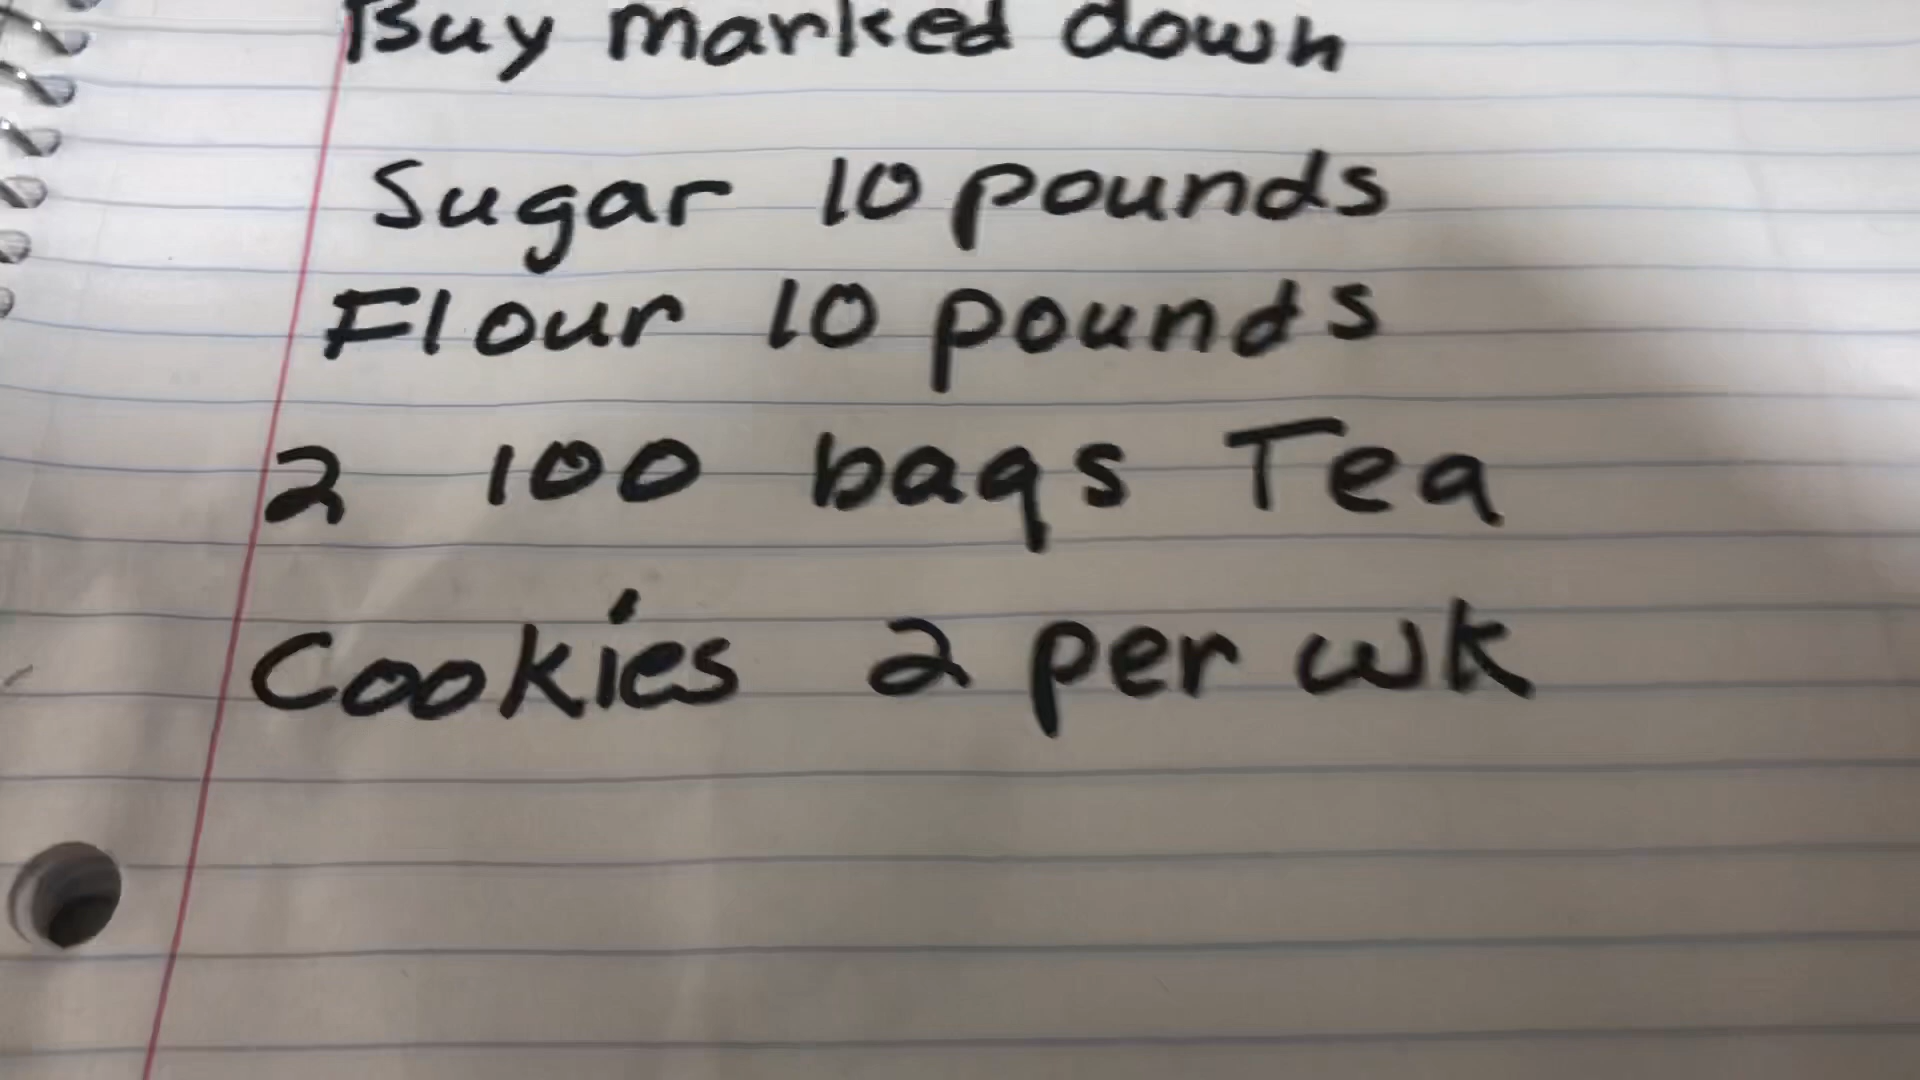 Buy marked down
Sugar 10 pounds
Flour 10 pounds
2 100 bags Tea
Cookies 2 per wk